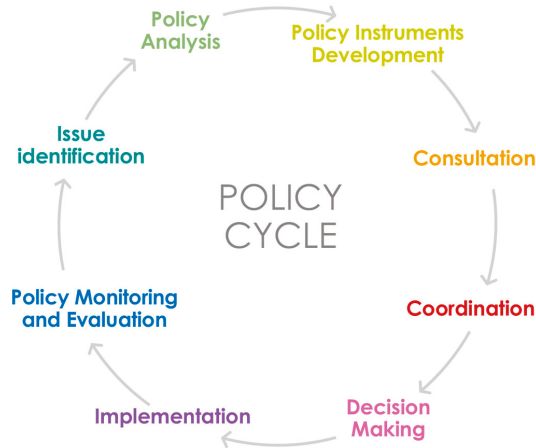 Policy
Analysis
Policy Instruments
Development
Issue
identification
Consultation
POLICY
CYCLE
Policy Monitoring
and Evaluation
Coordination
Implementation
Decision
Making